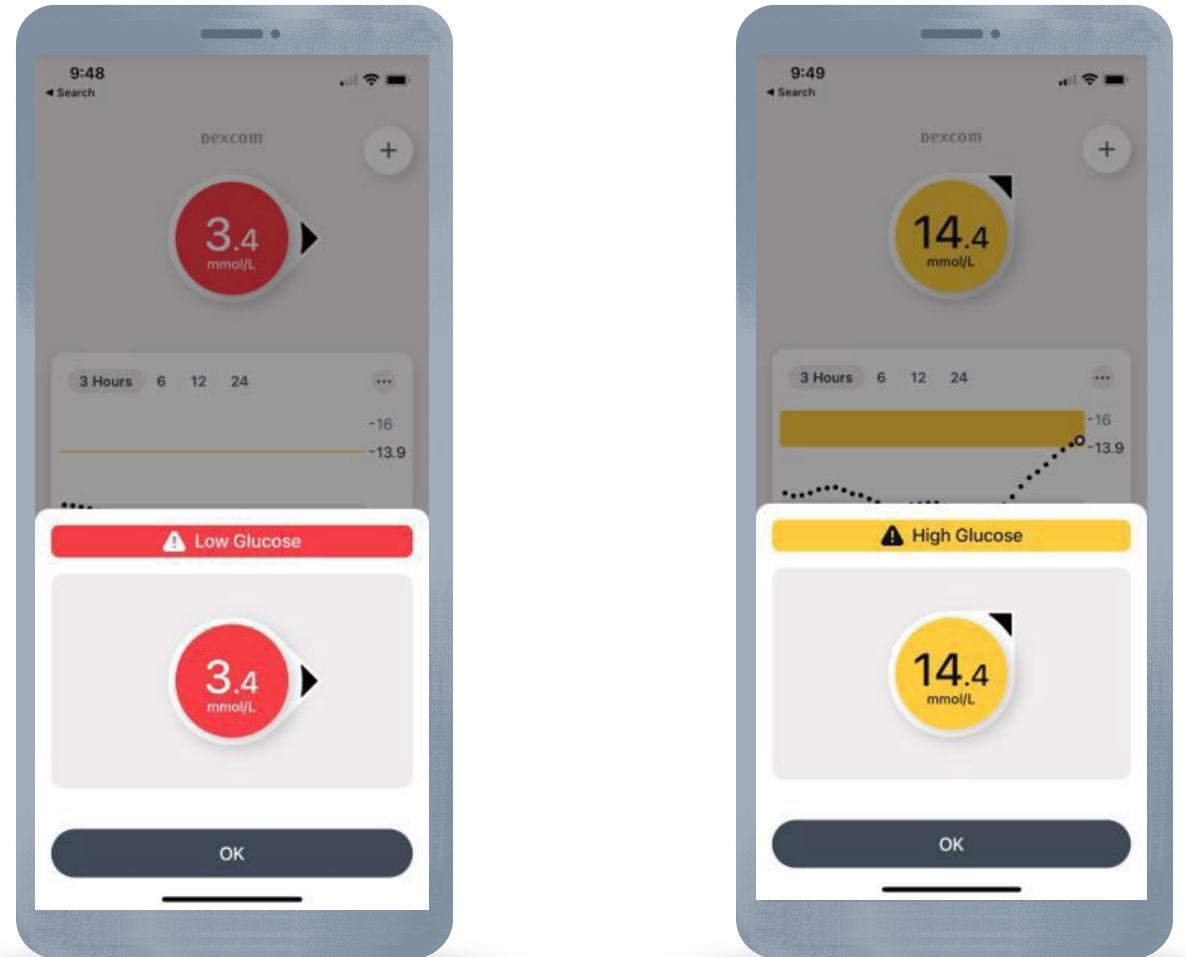 9:48
◄ Search
Dexcom
+
3.4
mmol/L
3 Hours 6 12 24 ...
-16
-13.9
Low Glucose
3.4
mmol/L
OK
9:49
◄ Search
Dexcom
+
14.4
mmol/L
3 Hours 6 12 24 ...
-16
-13.9
High Glucose
14.4
mmol/L
OK